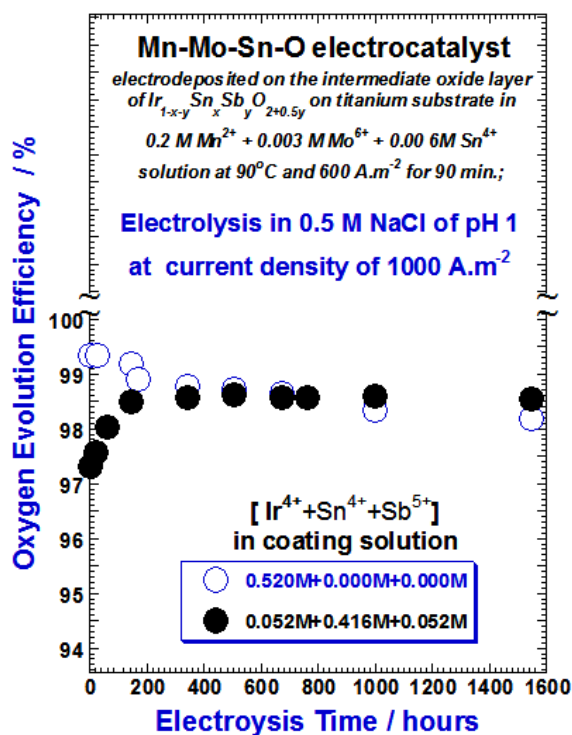 Mn-Mo-Sn-O electrocatalyst
electrodeposited on the intermediate oxide layer
of Ir1-x-ySnxSbyO2+0.5y on titanium substrate in
0.2 M Mn2+ + 0.003 M Mo6+ + 0.00 6M Sn4+
solution at 90oC and 600 A.m-2 for 90 min.;
Electrolysis in 0.5 M NaCl of pH 1
at current density of 1000 A.m-2
Oxygen Evolution Efficiency / %
100
99
98
97
96
95
94
[ Ir4++Sn4++Sb5+]
in coating solution
0.520M+0.000M+0.000M
0.052M+0.416M+0.052M
0 200 400 600 800 1000 1200 1400 1600
Electroysis Time / hours